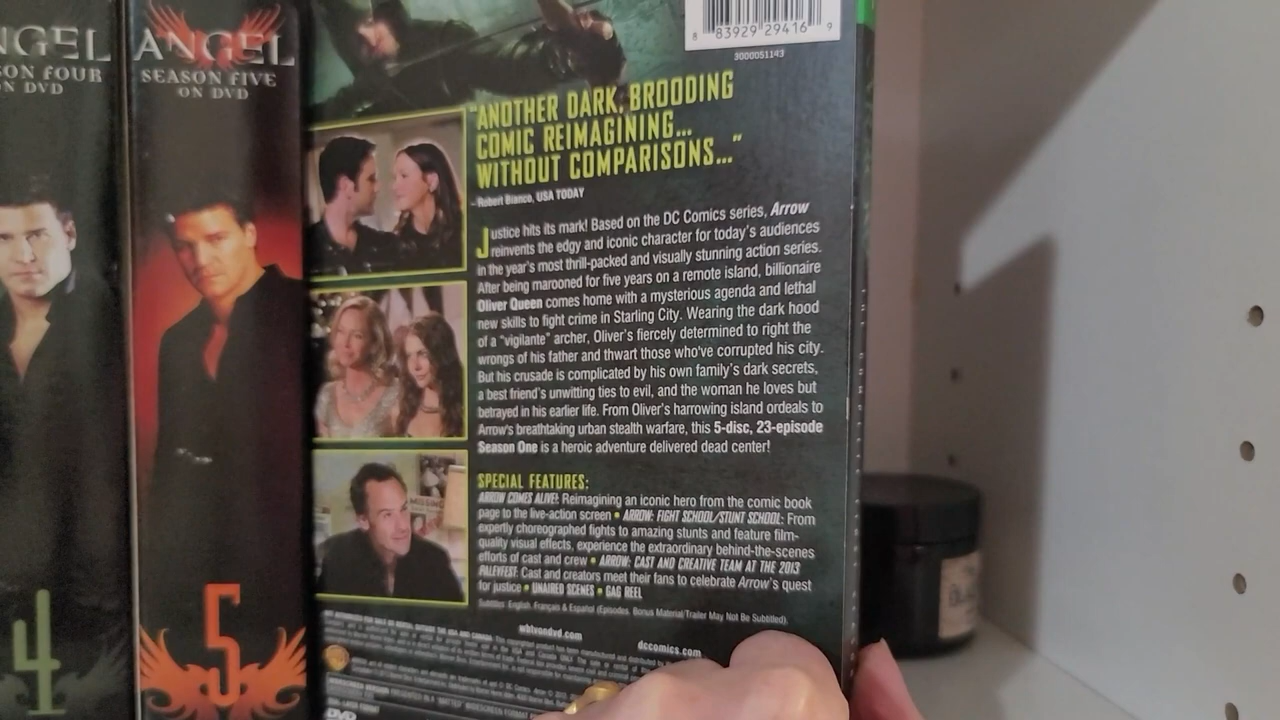 NGEL
SON FOUR
N DVD
4
ANGEL
SEASON FIVE
ON DVD
5
8 83929 29416 9
3000051143
"ANOTHER DARK, BROODING
COMIC REIMAGINING...
WITHOUT COMPARISONS..."
– Robert Bianco, USA TODAY
Justice hits its mark! Based on the DC Comics series, Arrow
reinvents the edgy and iconic character for today's audiences
in the year's most thrill-packed and visually stunning action series.
After being marooned for five years on a remote island, billionaire
Oliver Queen comes home with a mysterious agenda and lethal
new skills to fight crime in Starling City. Wearing the dark hood
of a "vigilante" archer, Oliver's fiercely determined to right the
wrongs of his father and thwart those who've corrupted his city.
But his crusade is complicated by his own family's dark secrets,
a best friend's unwitting ties to evil, and the woman he loves but
betrayed in his earlier life. From Oliver's harrowing island ordeals to
Arrow's breathtaking urban stealth warfare, this 5-disc, 23-episode
Season One is a heroic adventure delivered dead center!
SPECIAL FEATURES:
ARROW COMES ALIVE!: Reimagining an iconic hero from the comic book
page to the live-action screen • ARROW: FIGHT SCHOOL/STUNT SCHOOL: From
expertly choreographed fights to amazing stunts and feature film-
quality visual effects, experience the extraordinary behind-the-scenes
efforts of cast and crew • ARROW: CAST AND CREATIVE TEAM AT THE 2013
PALEYFEST: Cast and creators meet their fans to celebrate Arrow's quest
for justice • UNAIRED SCENES • GAG REEL
Subtitles: English, Français & Español (Episodes. Bonus Material/Trailer May Not Be Subtitled).
wbtvondvd.com
dccomics.com
MISSING